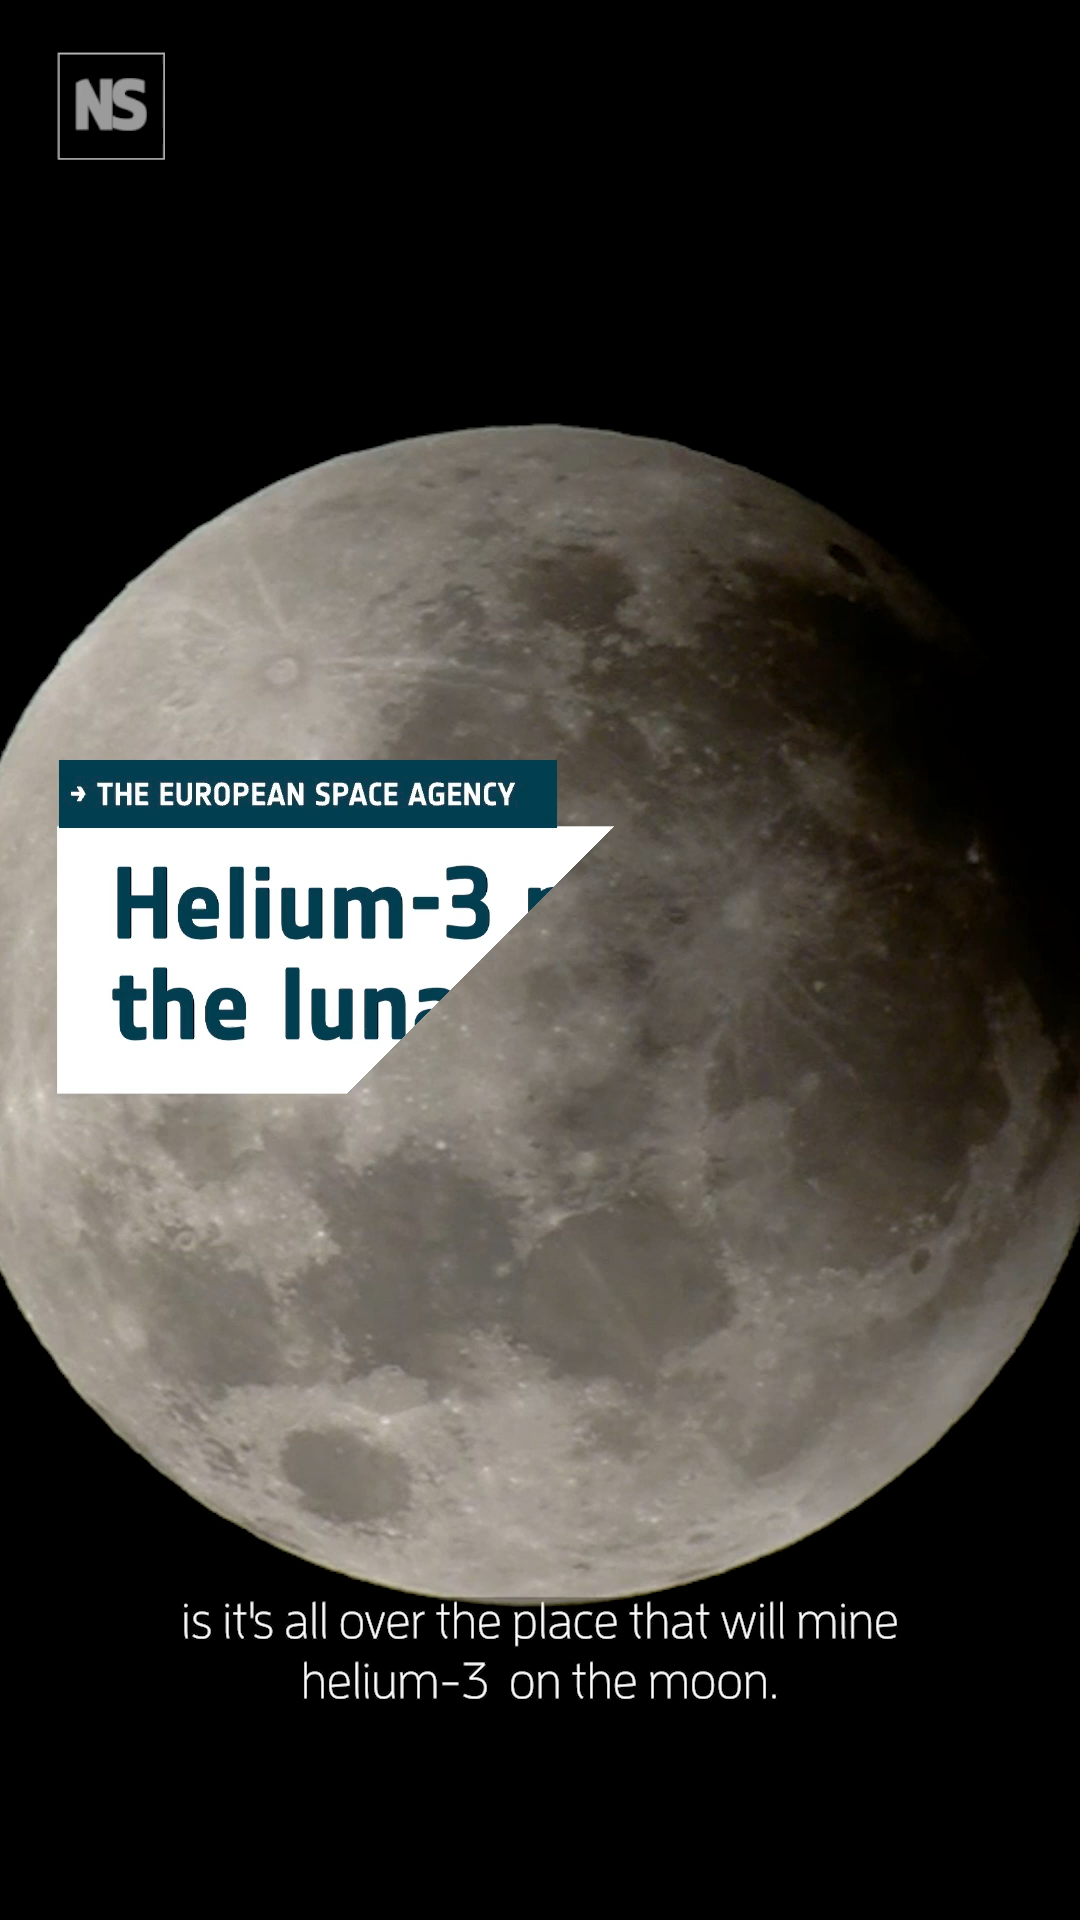 NS
→ THE EUROPEAN SPACE AGENCY
Helium-3
the
is it's all over the place that will mine
helium-3 on the moon.